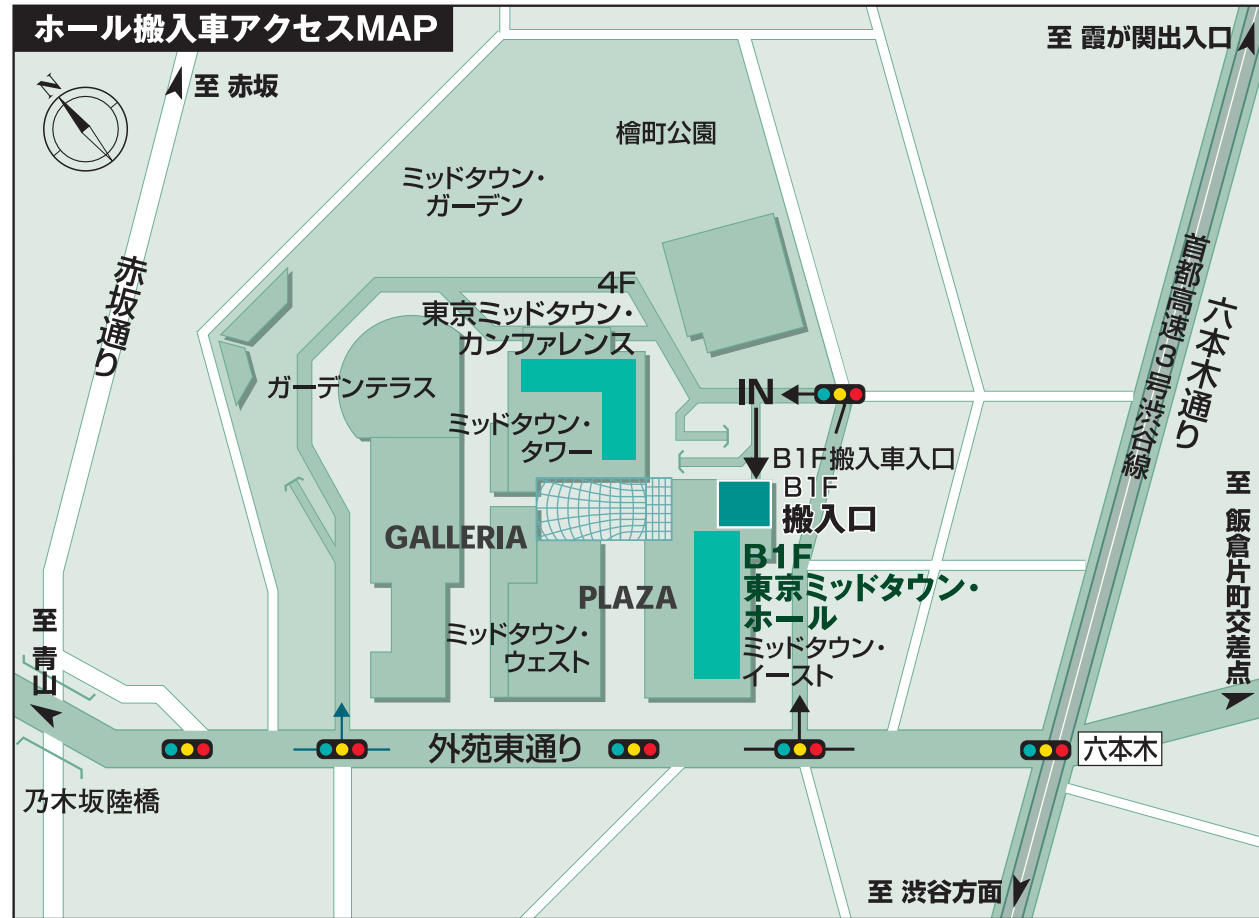 ホール搬入車アクセスMAP
至 霞が関出入口
N
至 赤坂
檜町公園
ミッドタウン・
ガーデン
赤坂通り
首都高速3号渋谷線
六本木通り
4F
東京ミッドタウン・
カンファレンス
ガーデンテラス
IN
ミッドタウン・
タワー
B1F搬入車入口
B1F
搬入口
至 飯倉片町交差点
GALLERIA
B1F
東京ミッドタウン・
ホール
PLAZA
ミッドタウン・
ウェスト
ミッドタウン・
イースト
至 青山
外苑東通り
六本木
乃木坂陸橋
至 渋谷方面